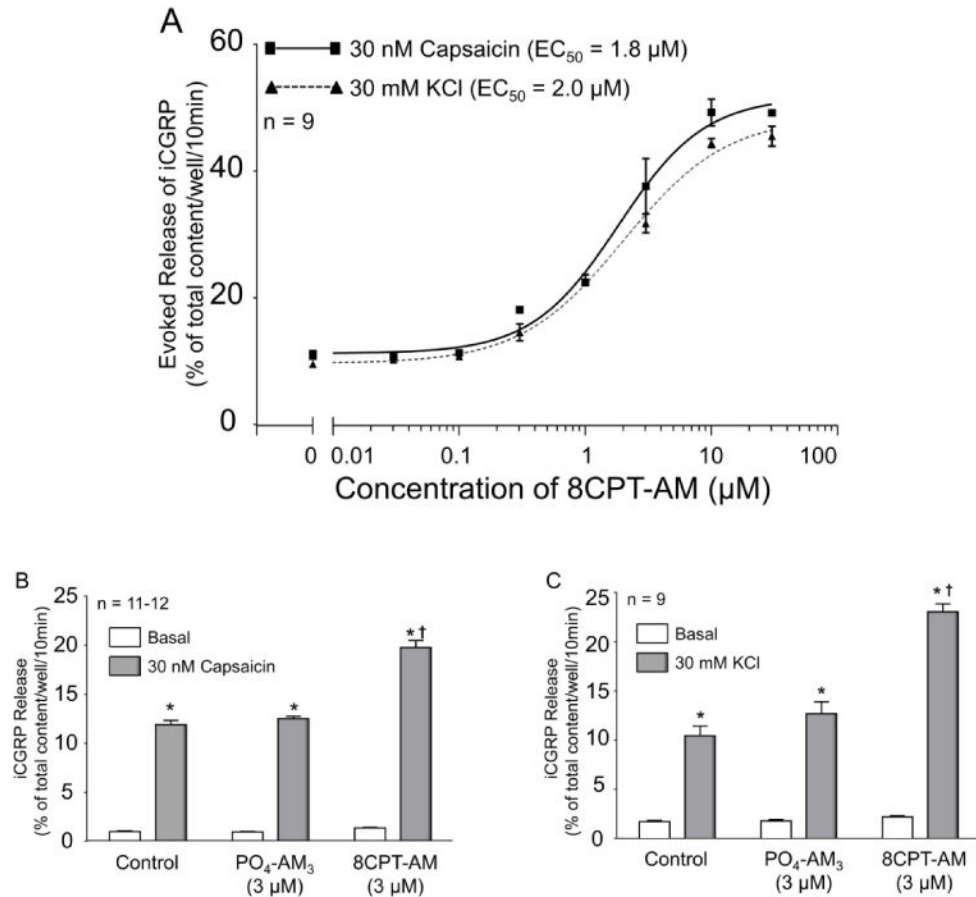 A
60
40
20
0
Evoked Release of iCGRP
(% of total content/well/10min)
30 nM Capsaicin (EC₅₀ = 1.8 µM)
30 mM KCl (EC₅₀ = 2.0 µM)
n = 9
0 0.01 0.1 1 10 100
Concentration of 8CPT-AM (µM)
B
25
20
15
10
5
0
iCGRP Release
(% of total content/well/10min)
n = 11-12
Basal
30 nM Capsaicin
*
*
*†
Control PO₄-AM₃ 8CPT-AM
(3 µM) (3 µM)
C
25
20
15
10
5
0
iCGRP Release
(% of total content/well/10min)
n = 9
Basal
30 mM KCl
*
*
*†
Control PO₄-AM₃ 8CPT-AM
(3 µM) (3 µM)